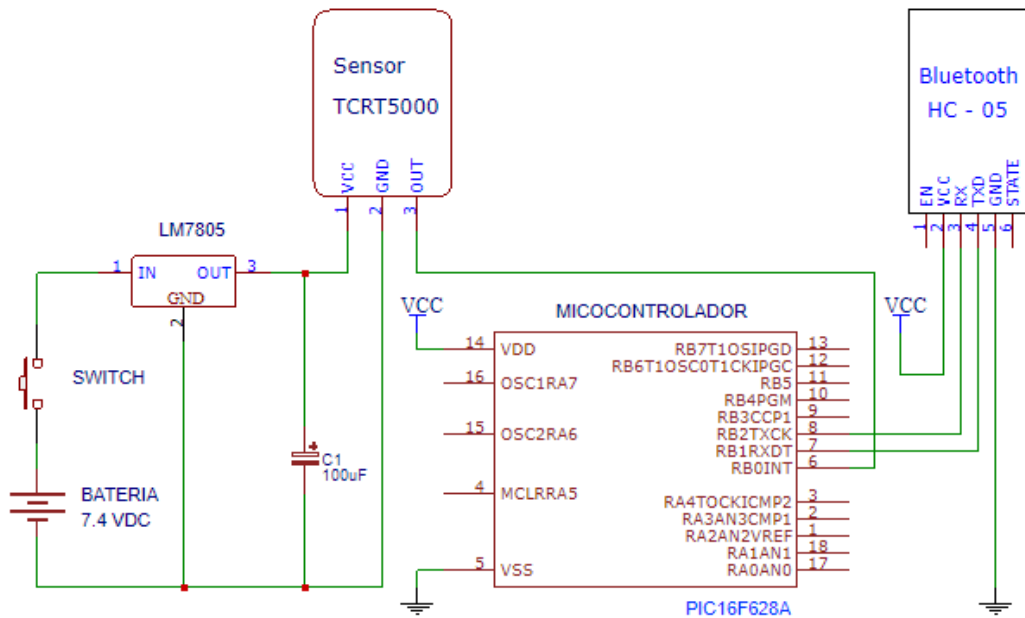 Sensor
TCRT5000
VCC
GND
OUT
1
2
3
Bluetooth
HC - 05
EN
VCC
RX
TXD
GND
STATE
1
2
3
4
5
6
LM7805
1
IN
OUT
3
GND
2
SWITCH
BATERIA
7.4 VDC
C1
100uF
VCC
VCC
MICOCONTROLADOR
14
VDD
16
OSC1RA7
15
OSC2RA6
4
MCLRRA5
5
VSS
RB7T1OSIPGD
13
RB6T1OSC0T1CKIPGC
12
RB5
11
RB4PGM
10
RB3CCP1
9
RB2TXCK
8
RB1RXDT
7
RB0INT
6
RA4TOCKICMP2
3
RA3AN3CMP1
2
RA2AN2VREF
1
RA1AN1
18
RA0AN0
17
PIC16F628A